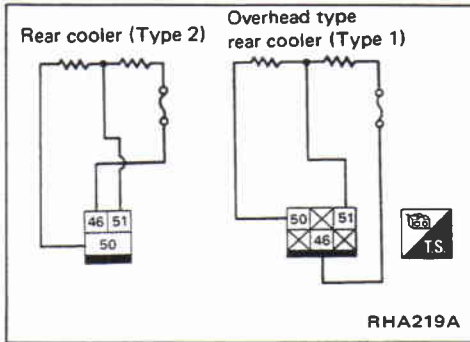 Rear cooler (Type 2)
Overhead type
rear cooler (Type 1)
46 51
50
50 51
46
T.S.
RHA219A